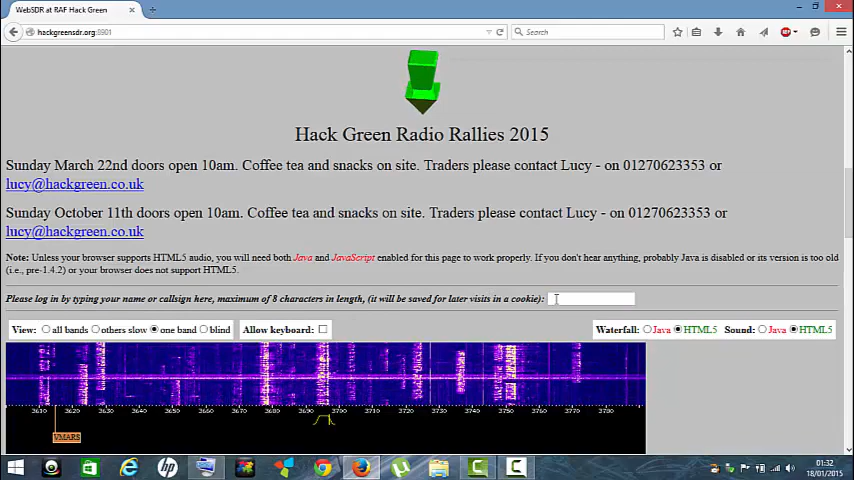 WebSDR at RAF Hack Green
hackgreensdr.org:8901
Search
Hack Green Radio Rallies 2015
Sunday March 22nd doors open 10am. Coffee tea and snacks on site. Traders please contact Lucy - on 01270623353 or
lucy@hackgreen.co.uk
Sunday October 11th doors open 10am. Coffee tea and snacks on site. Traders please contact Lucy - on 01270623353 or
lucy@hackgreen.co.uk
Note: Unless your browser supports HTML5 audio, you will need both Java and JavaScript enabled for this page to work properly. If you don't hear anything, probably Java is disabled or its version is too old
(i.e., pre-1.4.2) or your browser does not support HTML5.
Please log in by typing your name or callsign here, maximum of 8 characters in length, (it will be saved for later visits in a cookie):
View: all bands others slow one band blind Allow keyboard: Waterfall: Java HTML5 Sound: Java HTML5
3610 3620 3630 3640 3650 3660 3670 3680 3690 3700 3710 3720 3730 3740 3750 3760 3770 3780
VMARS
hp
01:32
18/01/2015